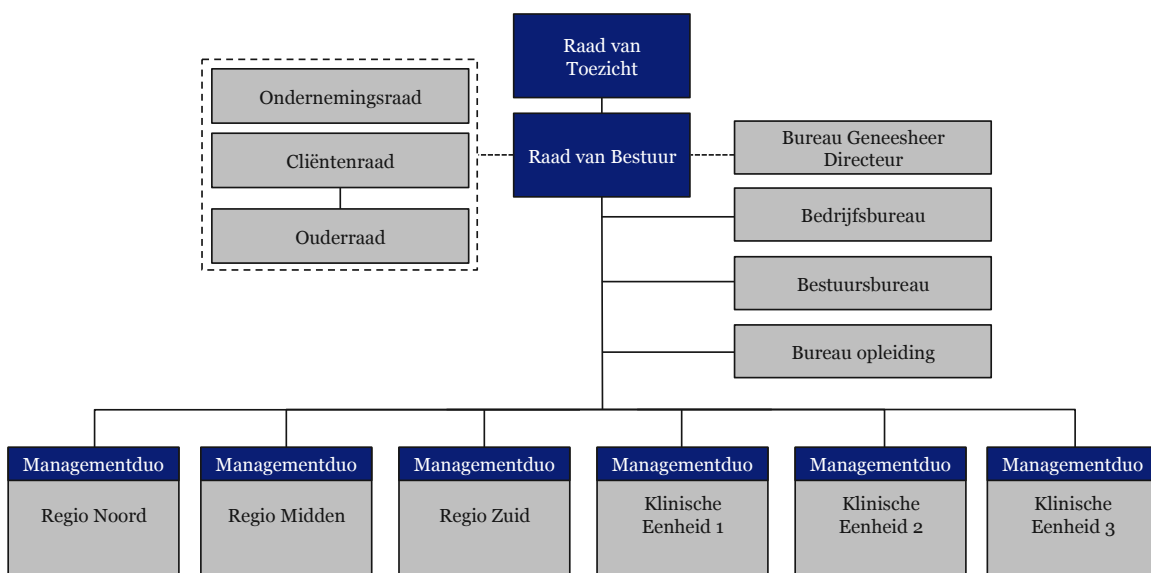 Raad van
Toezicht
Ondernemingsraad
Cliëntenraad
Ouderraad
Raad van Bestuur
Bureau Geneesheer
Directeur
Bedrijfsbureau
Bestuursbureau
Bureau opleiding
Managementduo
Regio Noord
Managementduo
Regio Midden
Managementduo
Regio Zuid
Managementduo
Klinische
Eenheid 1
Managementduo
Klinische
Eenheid 2
Managementduo
Klinische
Eenheid 3